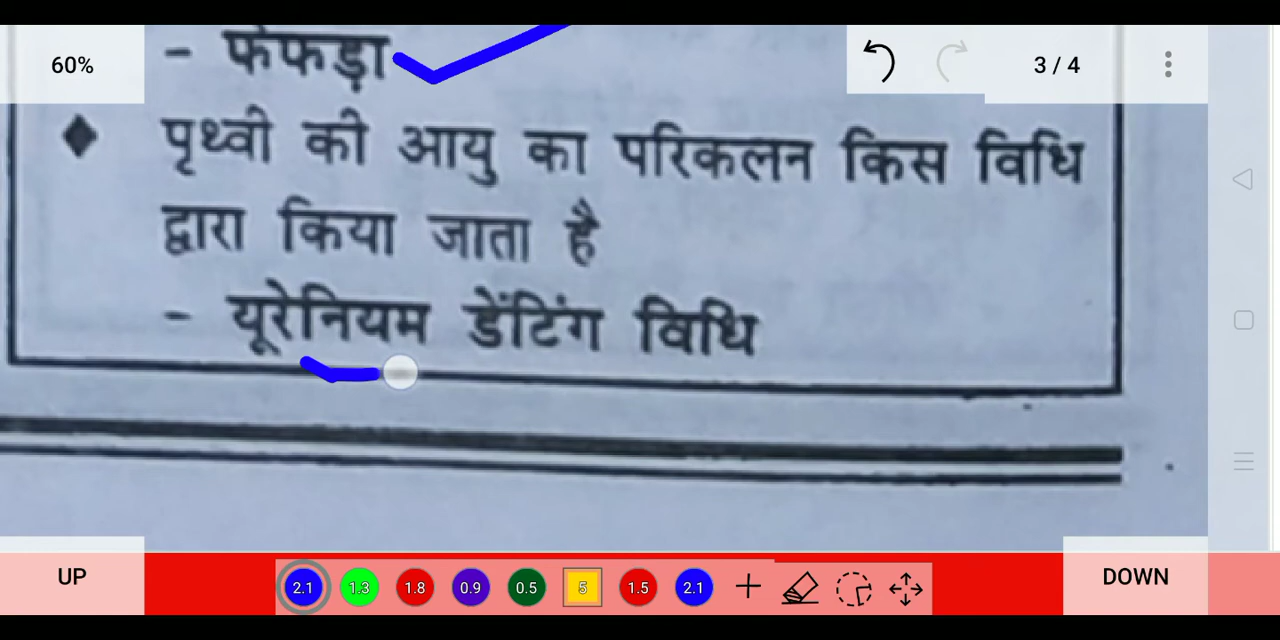 60%
- फेफड़ा
3 / 4
♦ पृथ्वी की आयु का परिकलन किस विधि
द्वारा किया जाता है
- यूरेनियम डेंटिंग विधि
UP
2.1 1.3 1.8 0.9 0.5 5 1.5 2.1
DOWN